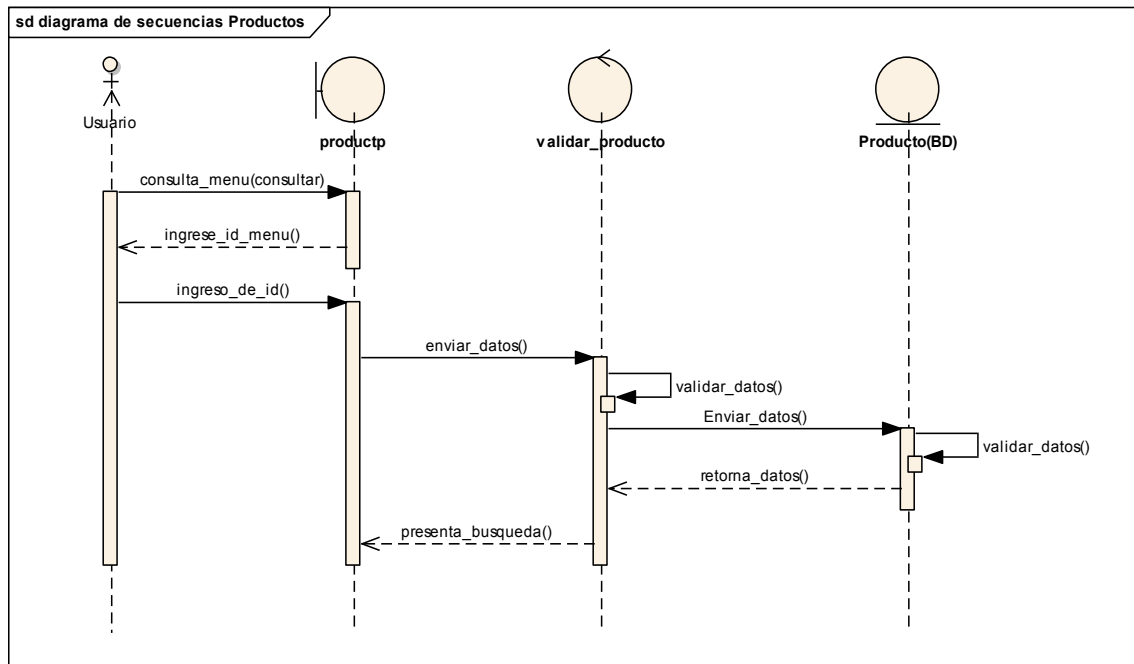 sd diagrama de secuencias Productos
Usuario
productp
validar_producto
Producto(BD)
consulta_menu(consultar)
ingrese_id_menu()
ingreso_de_id()
enviar_datos()
validar_datos()
Enviar_datos()
validar_datos()
retorna_datos()
presenta_busqueda()